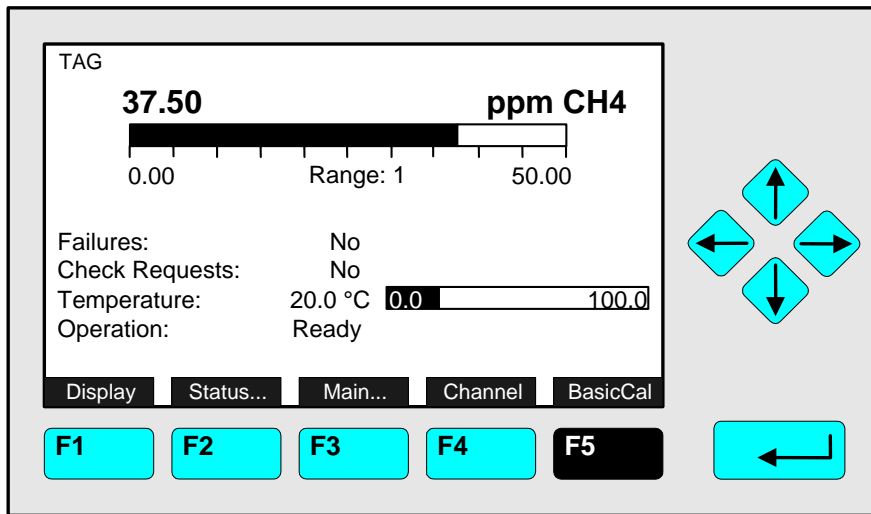 TAG
37.50 ppm CH4
0.00 Range: 1 50.00
Failures: No
Check Requests: No
Temperature: 20.0 °C 0.0 100.0
Operation: Ready
Display Status... Main... Channel BasicCal
F1 F2 F3 F4 F5